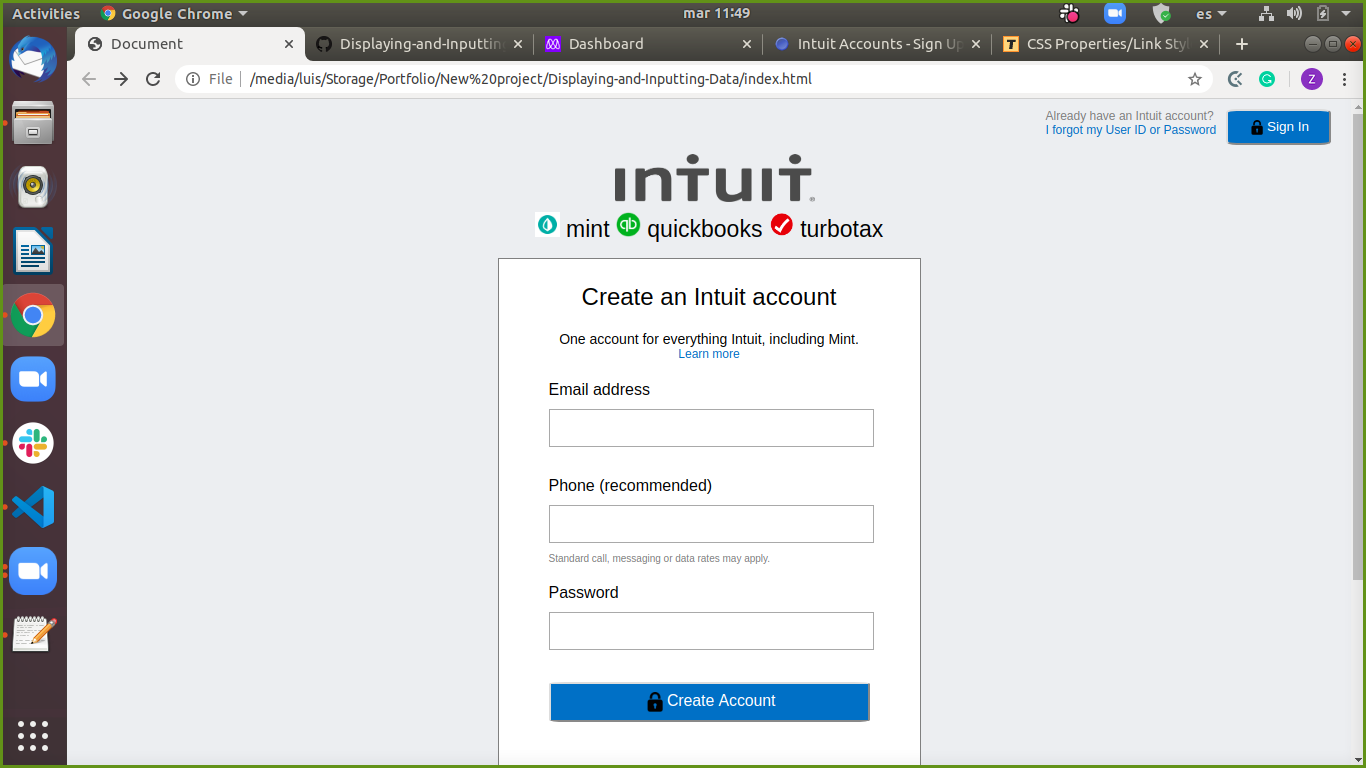 Activities Google Chrome mar 11:49 es
Document Displaying-and-Inputtin Dashboard Intuit Accounts - Sign Up CSS Properties/Link Styl
File /media/luis/Storage/Portfolio/New%20project/Displaying-and-Inputting-Data/index.html Z
Already have an Intuit account?
I forgot my User ID or Password
Sign In
intuit
mint qb quickbooks turbotax
Create an Intuit account
One account for everything Intuit, including Mint.
Learn more
Email address
Phone (recommended)
Standard call, messaging or data rates may apply.
Password
Create Account